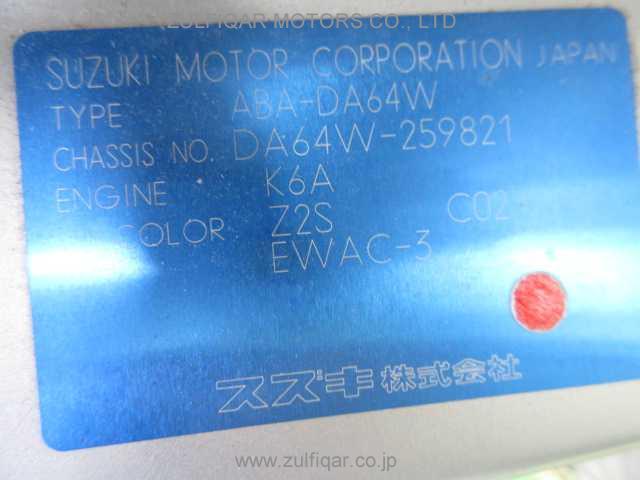 ZULFIQAR MOTORS CO., LTD
SUZUKI MOTOR CORPORATION JAPAN
TYPE ABA-DA64W
CHASSIS NO. DA64W-259821
ENGINE K6A
COLOR Z2S C02
EWAC-3
スズキ株式会社
www.zulfiqar.co.jp